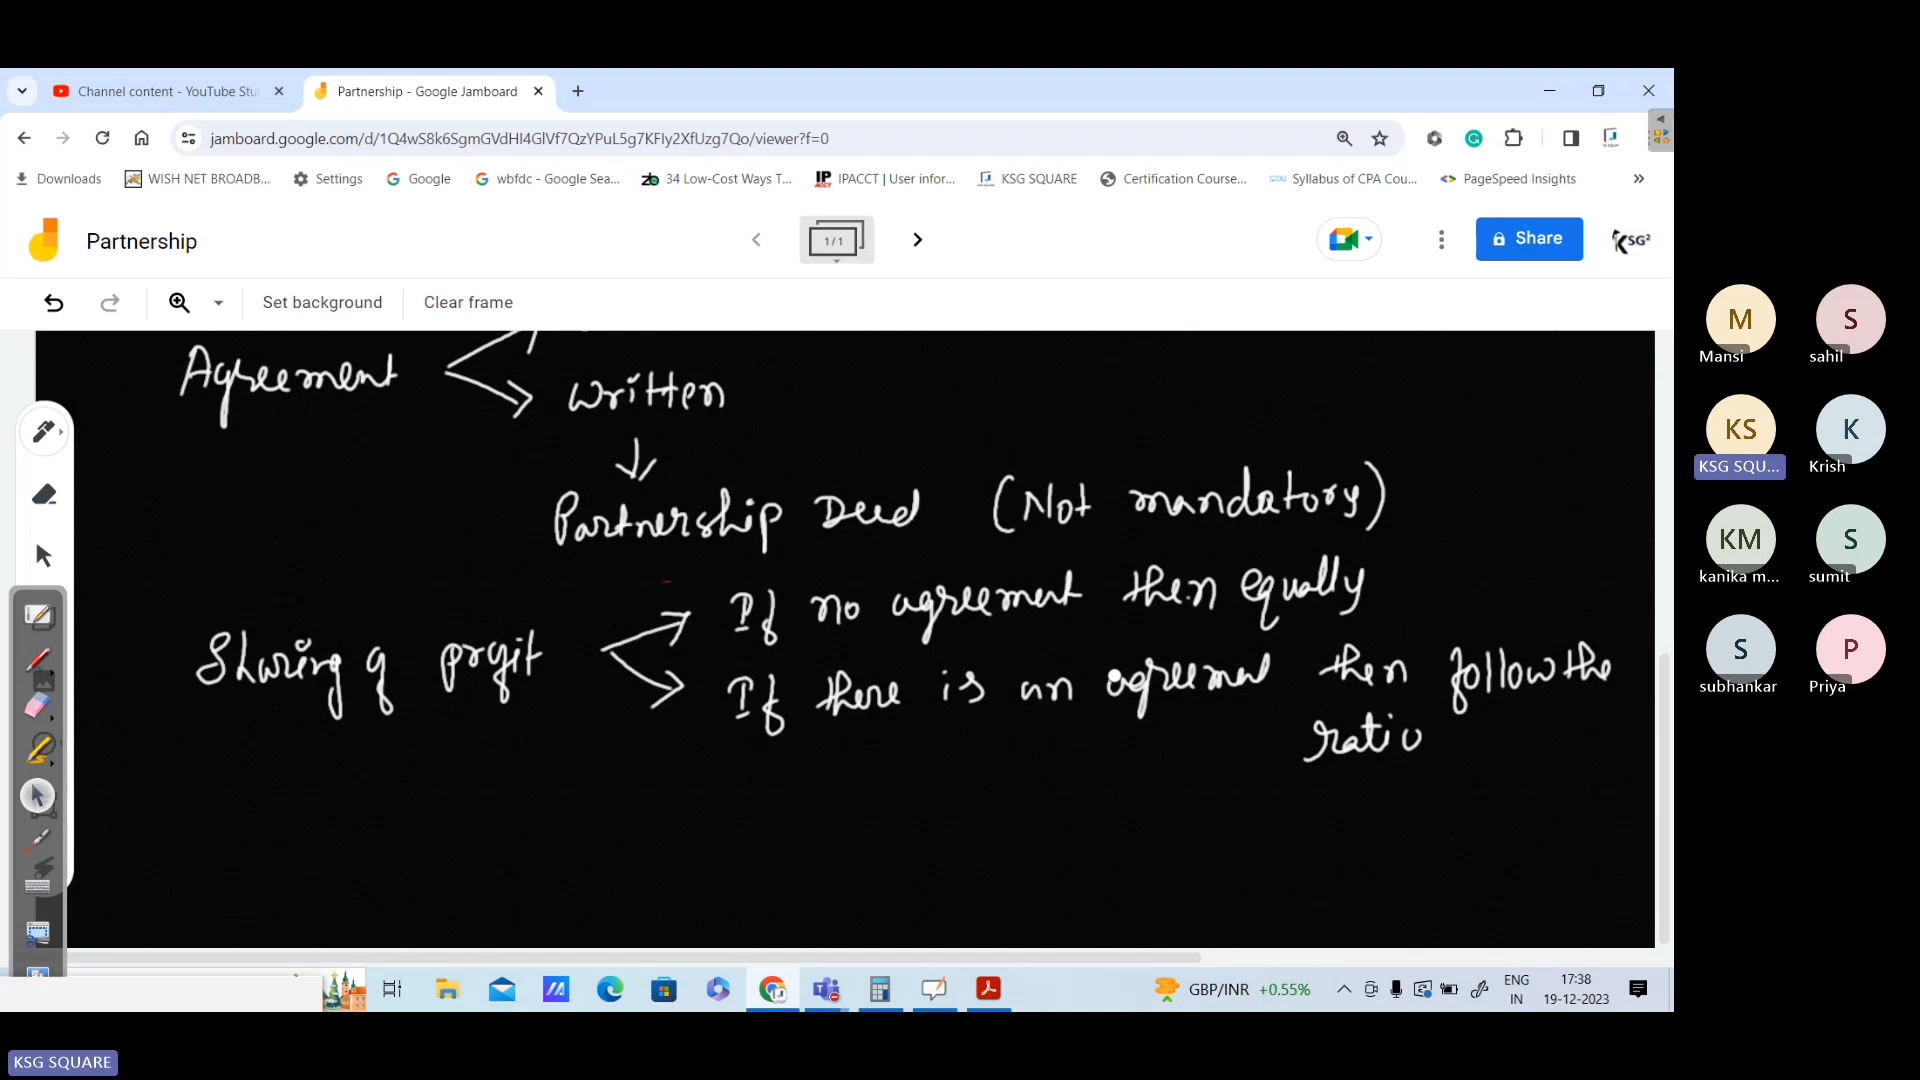 Channel content - YouTube Stu
Partnership - Google Jamboard
jamboard.google.com/d/1Q4wS8k6SgmGVdHI4GlVf7QzYPuL5g7KFIy2XfUzg7Qo/viewer?f=0
Downloads WISH NET BROADB... Settings Google wbfdc - Google Sea... 34 Low-Cost Ways T... IPACCT | User infor... KSG SQUARE Certification Course... Syllabus of CPA Cou... PageSpeed Insights
Partnership
1 / 1
Share
KSG²
Set background Clear frame
Agreement
written
Partnership Deed (Not mandatory)
If no agreement then equally
Sharing of profit
If there is an agreement then follow the
ratio
M S
Mansi sahil
KS K
KSG SQU... Krish
KM S
kanika m... sumit
S P
subhankar Priya
GBP/INR +0.55%
ENG
IN
17:38
19-12-2023
KSG SQUARE